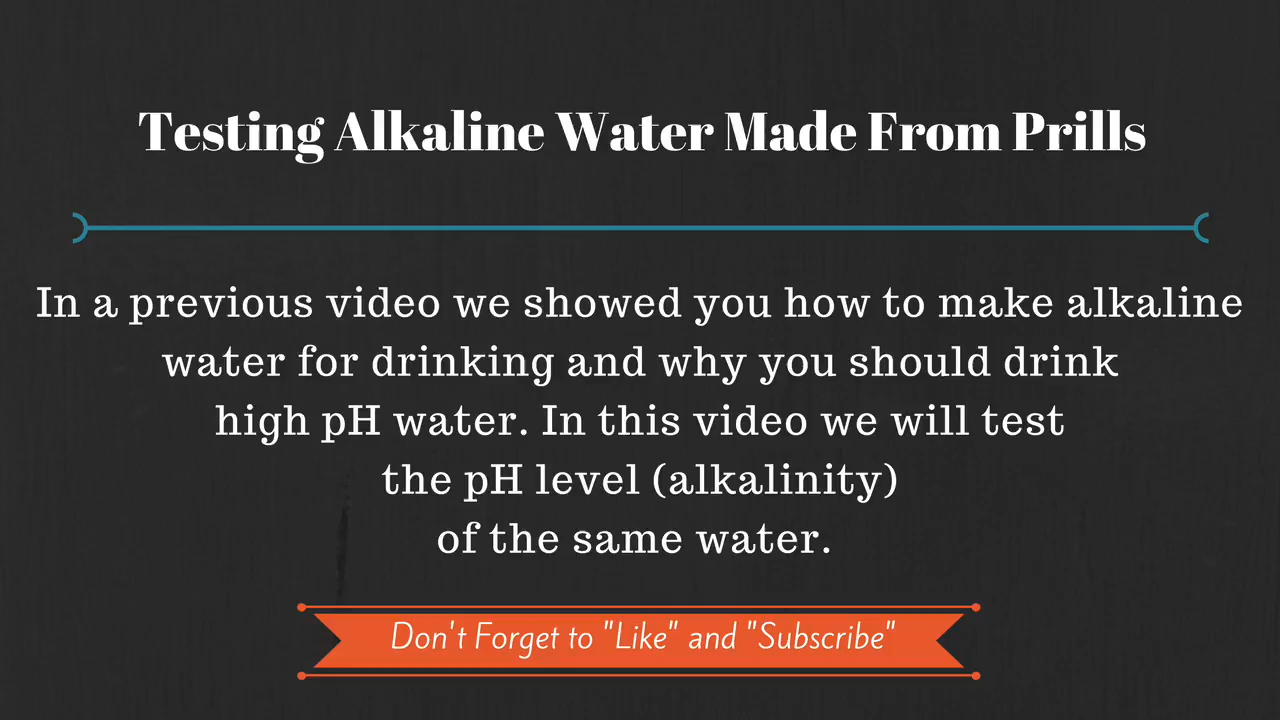 Testing Alkaline Water Made From Prills
In a previous video we showed you how to make alkaline
water for drinking and why you should drink
high pH water. In this video we will test
the pH level (alkalinity)
of the same water.
Don't Forget to "Like" and "Subscribe"